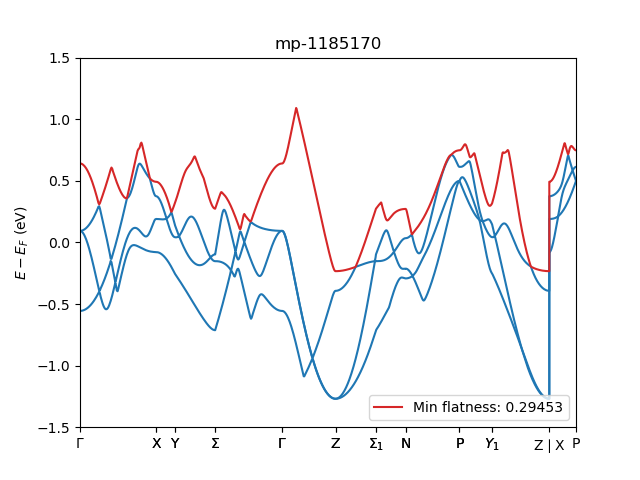 mp-1185170
1.5
1.0
0.5
0.0
−0.5
−1.0
−1.5
E − E_F (eV)
Min flatness: 0.29453
Γ X Y Σ Γ Z Σ₁ N P Y₁ Z | X P